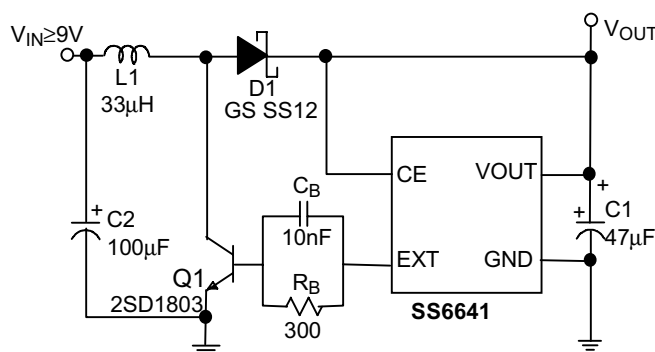 VIN≥9V
VOUT
L1
33μH
D1
GS SS12
CE
VOUT
CB
10nF
C2
100μF
+
+
+
C1
47μF
EXT
GND
Q1
2SD1803
RB
300
SS6641